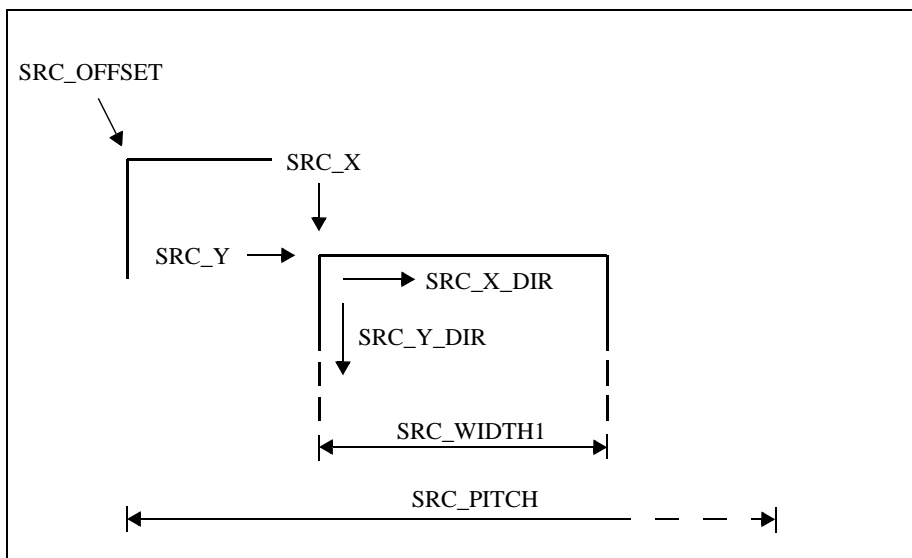 SRC_OFFSET
SRC_X
SRC_Y
SRC_X_DIR
SRC_Y_DIR
SRC_WIDTH1
SRC_PITCH